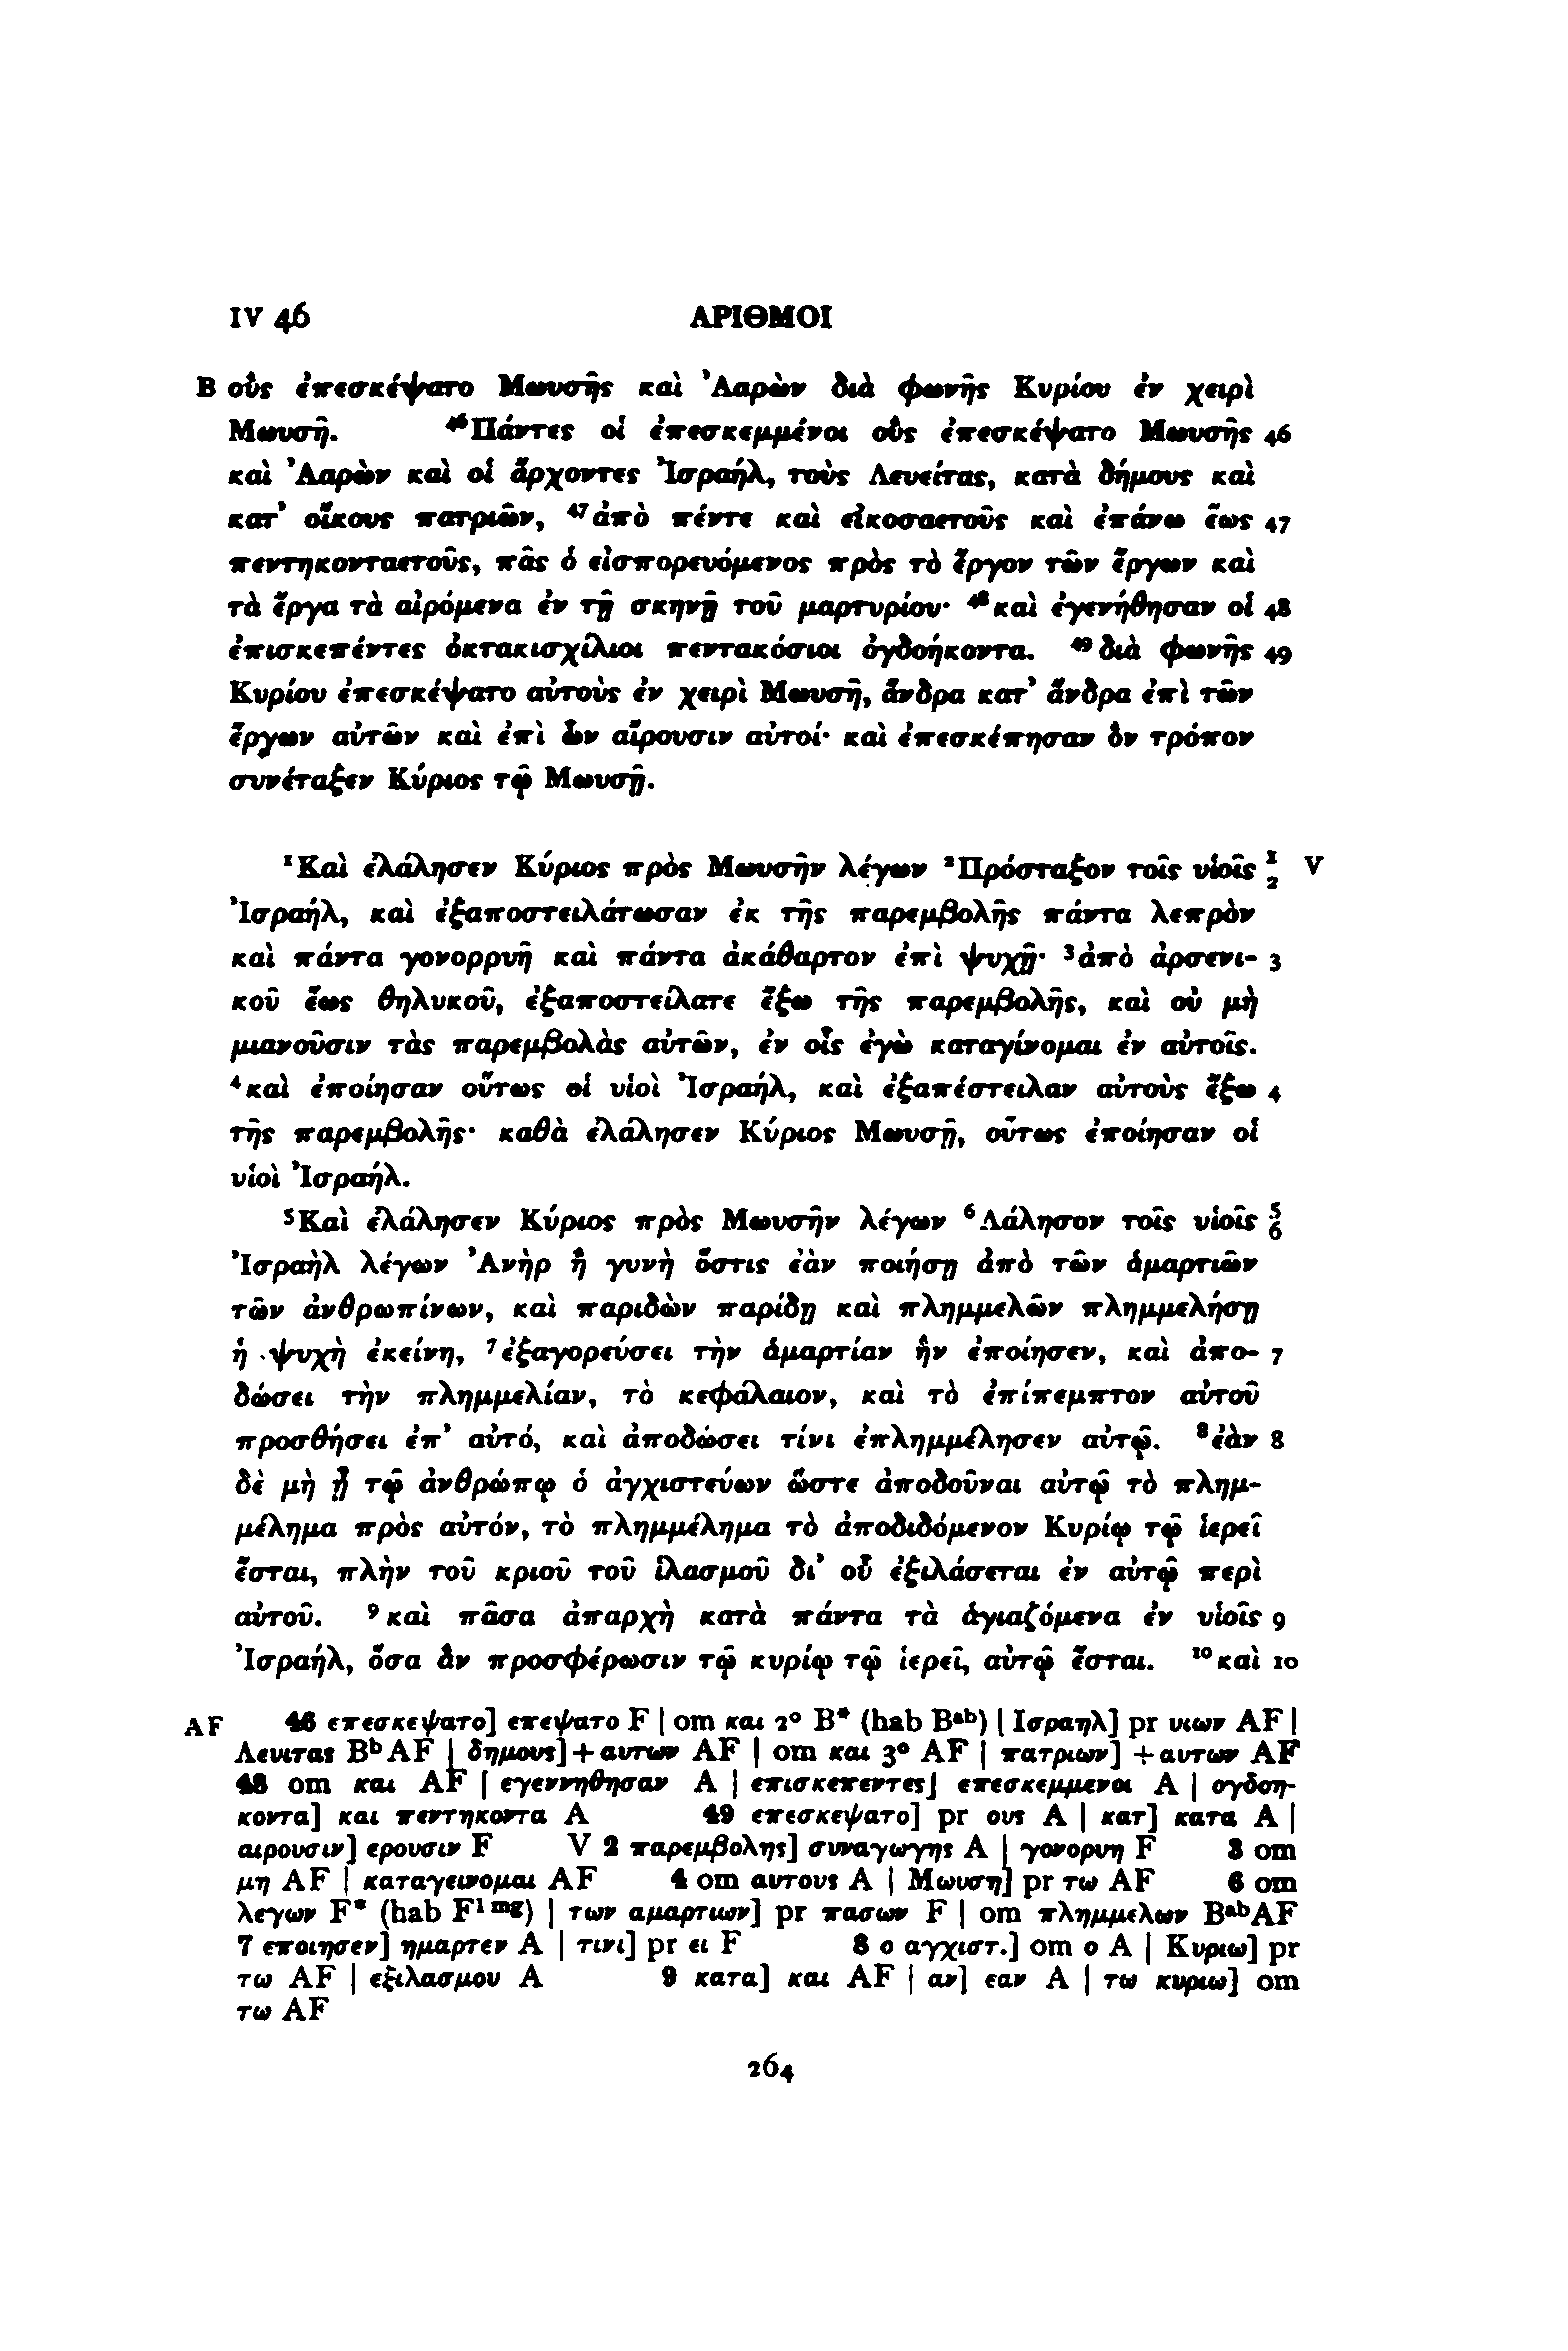 IV 46 ΑΡΙΘΜΟΙ
B οὓς ἐπεσκέψατο Μωυσῆς καὶ Ἀαρὼν διὰ φωνῆς Κυρίου ἐν χειρὶ
Μωυσῆ. ⁴⁶Πάντες οἱ ἐπεσκεμμένοι οὓς ἐπεσκέψατο Μωυσῆς 46
καὶ Ἀαρὼν καὶ οἱ ἄρχοντες Ἰσραήλ, τοὺς Λευείτας, κατὰ δήμους καὶ
κατ’ οἴκους πατριῶν, ⁴⁷ἀπὸ πέντε καὶ εἰκοσαετοῦς καὶ ἐπάνω ἕως 47
πεντηκονταετοῦς, πᾶς ὁ εἰσπορευόμενος πρὸς τὸ ἔργον τῶν ἔργων καὶ
τὰ ἔργα τὰ αἰρόμενα ἐν τῇ σκηνῇ τοῦ μαρτυρίου· ⁴⁸καὶ ἐγενήθησαν οἱ 48
ἐπισκεπέντες ὀκτακισχίλιοι πεντακόσιοι ὀγδοήκοντα. ⁴⁹διὰ φωνῆς 49
Κυρίου ἐπεσκέψατο αὐτοὺς ἐν χειρὶ Μωυσῆ, ἄνδρα κατ’ ἄνδρα ἐπὶ τῶν
ἔργων αὐτῶν καὶ ἐπὶ ὧν αἴρουσιν αὐτοί· καὶ ἐπεσκέπησαν ὃν τρόπον
συνέταξεν Κύριος τῷ Μωυσῇ.
¹Καὶ ἐλάλησεν Κύριος πρὸς Μωυσῆν λέγων ²Πρόσταξον τοῖς υἱοῖς 1 2 V
Ἰσραήλ, καὶ ἐξαποστειλάτωσαν ἐκ τῆς παρεμβολῆς πάντα λεπρὸν
καὶ πάντα γονορρυῆ καὶ πάντα ἀκάθαρτον ἐπὶ ψυχῇ· ³ἀπὸ ἀρσενι- 3
κοῦ ἕως θηλυκοῦ, ἐξαποστείλατε ἔξω τῆς παρεμβολῆς, καὶ οὐ μὴ
μιανοῦσιν τὰς παρεμβολὰς αὐτῶν, ἐν οἷς ἐγὼ καταγίνομαι ἐν αὐτοῖς.
⁴καὶ ἐποίησαν οὕτως οἱ υἱοὶ Ἰσραήλ, καὶ ἐξαπέστειλαν αὐτοὺς ἔξω 4
τῆς παρεμβολῆς· καθὰ ἐλάλησεν Κύριος Μωυσῇ, οὕτως ἐποίησαν οἱ
υἱοὶ Ἰσραήλ.
⁵Καὶ ἐλάλησεν Κύριος πρὸς Μωυσῆν λέγων ⁶Λάλησον τοῖς υἱοῖς 5 6
Ἰσραὴλ λέγων Ἀνὴρ ἢ γυνὴ ὅστις ἐὰν ποιήσῃ ἀπὸ τῶν ἁμαρτιῶν
τῶν ἀνθρωπίνων, καὶ παριδὼν παρίδῃ καὶ πλημμελῶν πλημμελήσῃ
ἡ ψυχὴ ἐκείνη, ⁷ἐξαγορεύσει τὴν ἁμαρτίαν ἣν ἐποίησεν, καὶ ἀπο- 7
δώσει τὴν πλημμελίαν, τὸ κεφάλαιον, καὶ τὸ ἐπίπεμπτον αὐτοῦ
προσθήσει ἐπ’ αὐτό, καὶ ἀποδώσει τίνι ἐπλημμέλησεν αὐτῷ. ⁸ἐὰν 8
δὲ μὴ ᾖ τῷ ἀνθρώπῳ ὁ ἀγχιστεύων ὥστε ἀποδοῦναι αὐτῷ τὸ πλημ-
μέλημα πρὸς αὐτόν, τὸ πλημμέλημα τὸ ἀποδιδόμενον Κυρίῳ τῷ ἱερεῖ
ἔσται, πλὴν τοῦ κριοῦ τοῦ ἱλασμοῦ δι’ οὗ ἐξιλάσεται ἐν αὐτῷ περὶ
αὐτοῦ. ⁹καὶ πᾶσα ἀπαρχὴ κατὰ πάντα τὰ ἁγιαζόμενα ἐν υἱοῖς 9
Ἰσραήλ, ὅσα ἂν προσφέρωσιν τῷ κυρίῳ τῷ ἱερεῖ, αὐτῷ ἔσται. ¹⁰καὶ 10
AF 46 επεσκεψατο] επεψατο F | om και 2° B* (hab Bᵃᵇ) | Ισραηλ] pr υιων AF |
Λευιτας Bᵇ AF | δημους] + αυτων AF | om και 3° AF | πατριων] + αυτων AF
48 om και AF | εγεννηθησαν A | επισκεπεντες] επεσκεμμενοι A | ογδοη-
κοντα] και πεντηκοντα A 49 επεσκεψατο] pr ους A | κατ] κατα A |
αιρουσιν] ερουσιν F V 2 παρεμβολης] συναγωγης A | γονορυη F 3 om
μη AF | καταγεινομαι AF 4 om αυτους A | Μωυση] pr τω AF 6 om
λεγων F* (hab F¹ ᵐᵍ) | των αμαρτιων] pr πασων F | om πλημμελων Bᵃᵇ AF
7 εποιησεν] ημαρτεν A | τινι] pr ει F 8 ο αγχιστ.] om ο A | Κυριω] pr
τω AF | εξιλασμου A 9 κατα] και AF | αν] εαν A | τω κυριω] om
τω AF
264